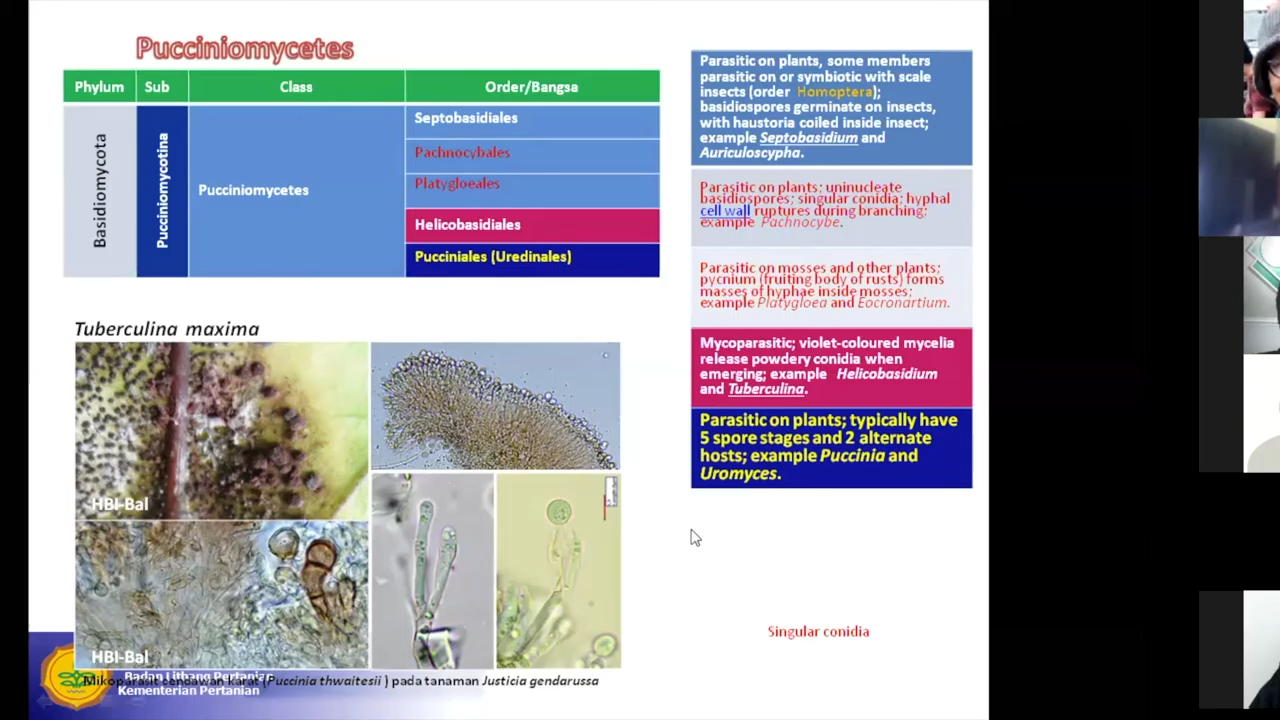 Pucciniomycetes
Phylum Sub Class Order/Bangsa
Basidiomycota
Pucciniomycotina
Pucciniomycetes
Septobasidiales
Pachnocybales
Platygloeales
Helicobasidiales
Pucciniales (Uredinales)
Parasitic on plants, some members
parasitic on or symbiotic with scale
insects (order Homoptera);
basidiospores germinate on insects,
with haustoria coiled inside insect;
example Septobasidium and
Auriculoscypha.
Parasitic on plants; uninucleate
basidiospores; singular conidia; hyphal
cell wall ruptures during branching;
example Pachnocybe.
Parasitic on mosses and other plants;
pycnium (fruiting body of rusts) forms
masses of hyphae inside mosses;
example Platygloea and Eocronartium.
Mycoparasitic; violet-coloured mycelia
release powdery conidia when
emerging; example Helicobasidium
and Tuberculina.
Parasitic on plants; typically have
5 spore stages and 2 alternate
hosts; example Puccinia and
Uromyces.
Tuberculina maxima
HBI-Bal
HBI-Bal
Singular conidia
Badan Litbang Pertanian
Mikoparasit cendawan karat (Puccinia thwaitesii ) pada tanaman Justicia gendarussa
Kementerian Pertanian